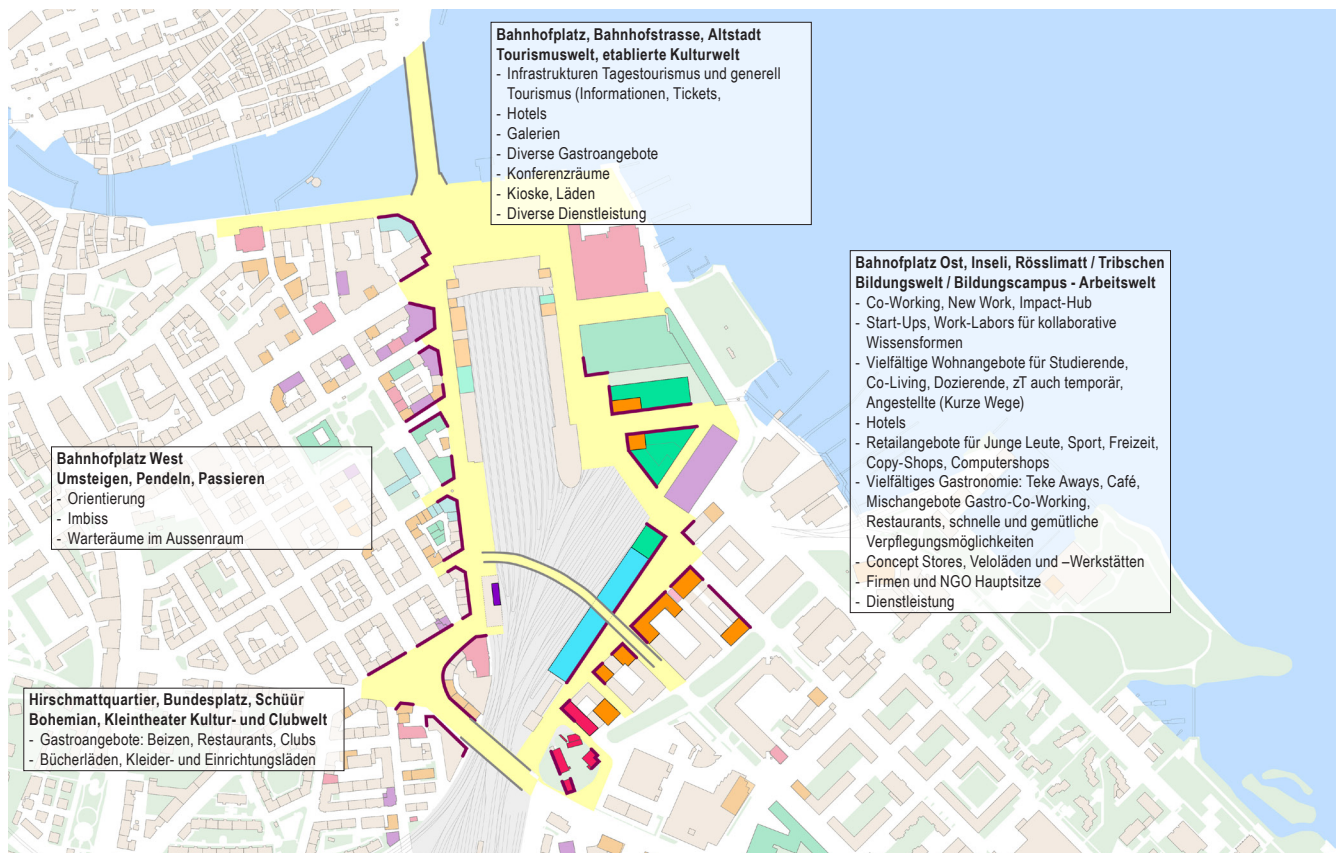 Bahnhofplatz, Bahnhofstrasse, Altstadt
Tourismuswelt, etablierte Kulturwelt
- Infrastrukturen Tagestourismus und generell
Tourismus (Informationen, Tickets,
- Hotels
- Galerien
- Diverse Gastroangebote
- Konferenzräume
- Kioske, Läden
- Diverse Dienstleistung
Bahnofplatz Ost, Inseli, Rösslimatt / Tribschen
Bildungswelt / Bildungscampus - Arbeitswelt
- Co-Working, New Work, Impact-Hub
- Start-Ups, Work-Labors für kollaborative
Wissensformen
- Vielfältige Wohnangebote für Studierende,
Co-Living, Dozierende, zT auch temporär,
Angestellte (Kurze Wege)
- Hotels
- Retailangebote für Junge Leute, Sport, Freizeit,
Copy-Shops, Computershops
- Vielfältiges Gastronomie: Teke Aways, Café,
Mischangebote Gastro-Co-Working,
Restaurants, schnelle und gemütliche
Verpflegungsmöglichkeiten
- Concept Stores, Veloläden und –Werkstätten
- Firmen und NGO Hauptsitze
- Dienstleistung
Bahnhofplatz West
Umsteigen, Pendeln, Passieren
- Orientierung
- Imbiss
- Warteräume im Aussenraum
Hirschmattquartier, Bundesplatz, Schüür
Bohemian, Kleintheater Kultur- und Clubwelt
- Gastroangebote: Beizen, Restaurants, Clubs
- Bücherläden, Kleider- und Einrichtungsläden